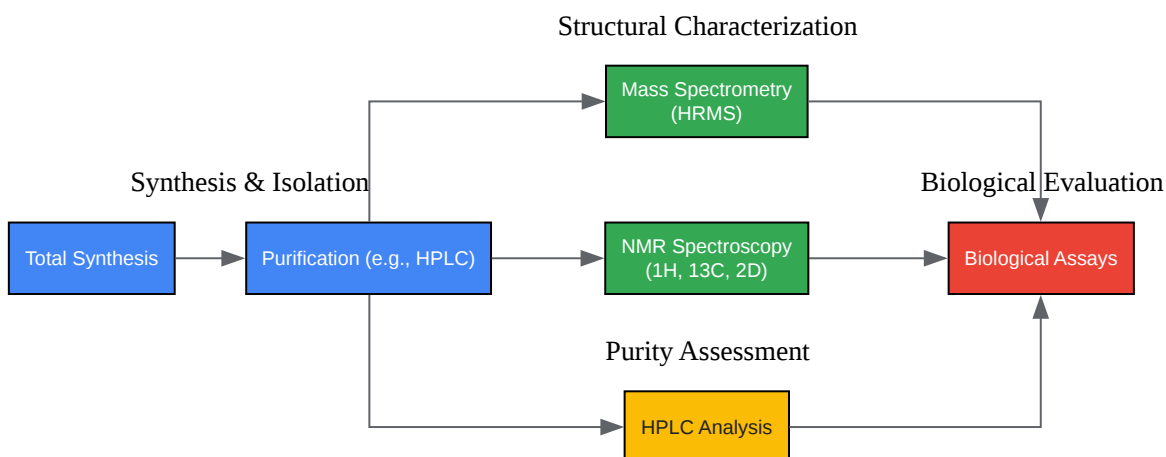 Structural Characterization
Mass Spectrometry
(HRMS)
Synthesis & Isolation
Biological Evaluation
Total Synthesis
Purification (e.g., HPLC)
NMR Spectroscopy
(1H, 13C, 2D)
Biological Assays
Purity Assessment
HPLC Analysis